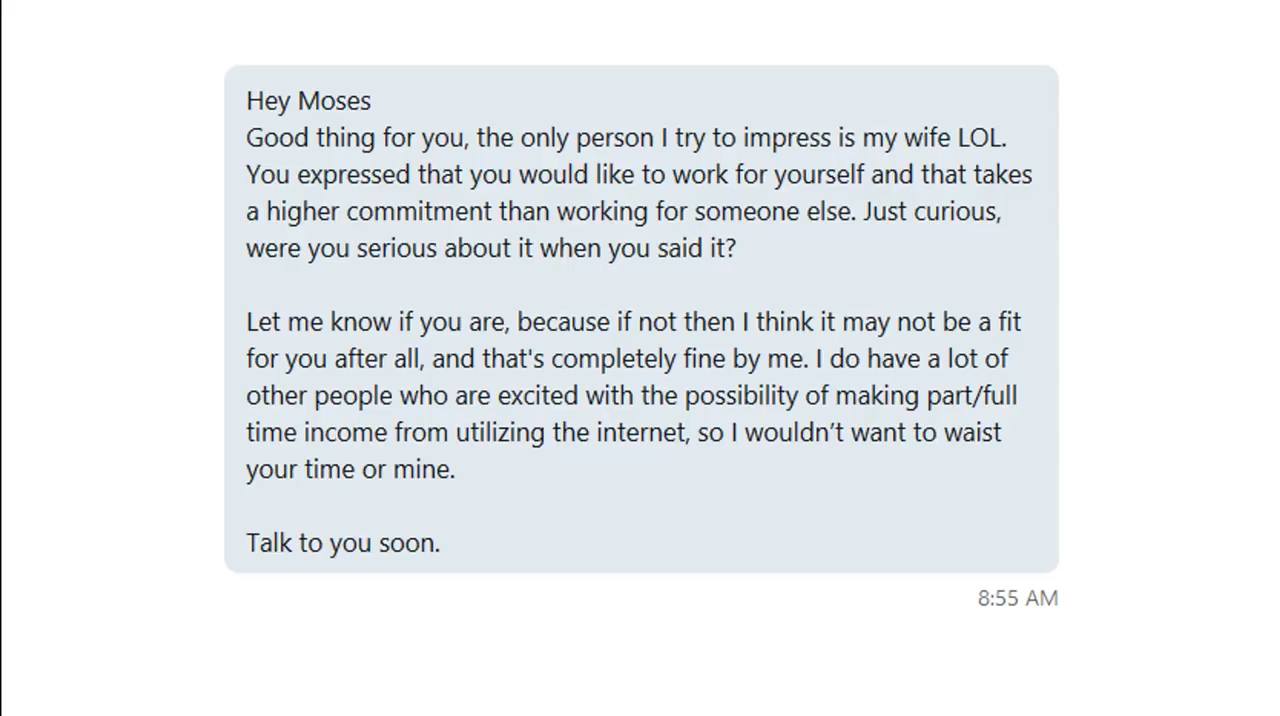 Hey Moses
Good thing for you, the only person I try to impress is my wife LOL.
You expressed that you would like to work for yourself and that takes
a higher commitment than working for someone else. Just curious,
were you serious about it when you said it?
Let me know if you are, because if not then I think it may not be a fit
for you after all, and that's completely fine by me. I do have a lot of
other people who are excited with the possibility of making part/full
time income from utilizing the internet, so I wouldn’t want to waist
your time or mine.
Talk to you soon.
8:55 AM